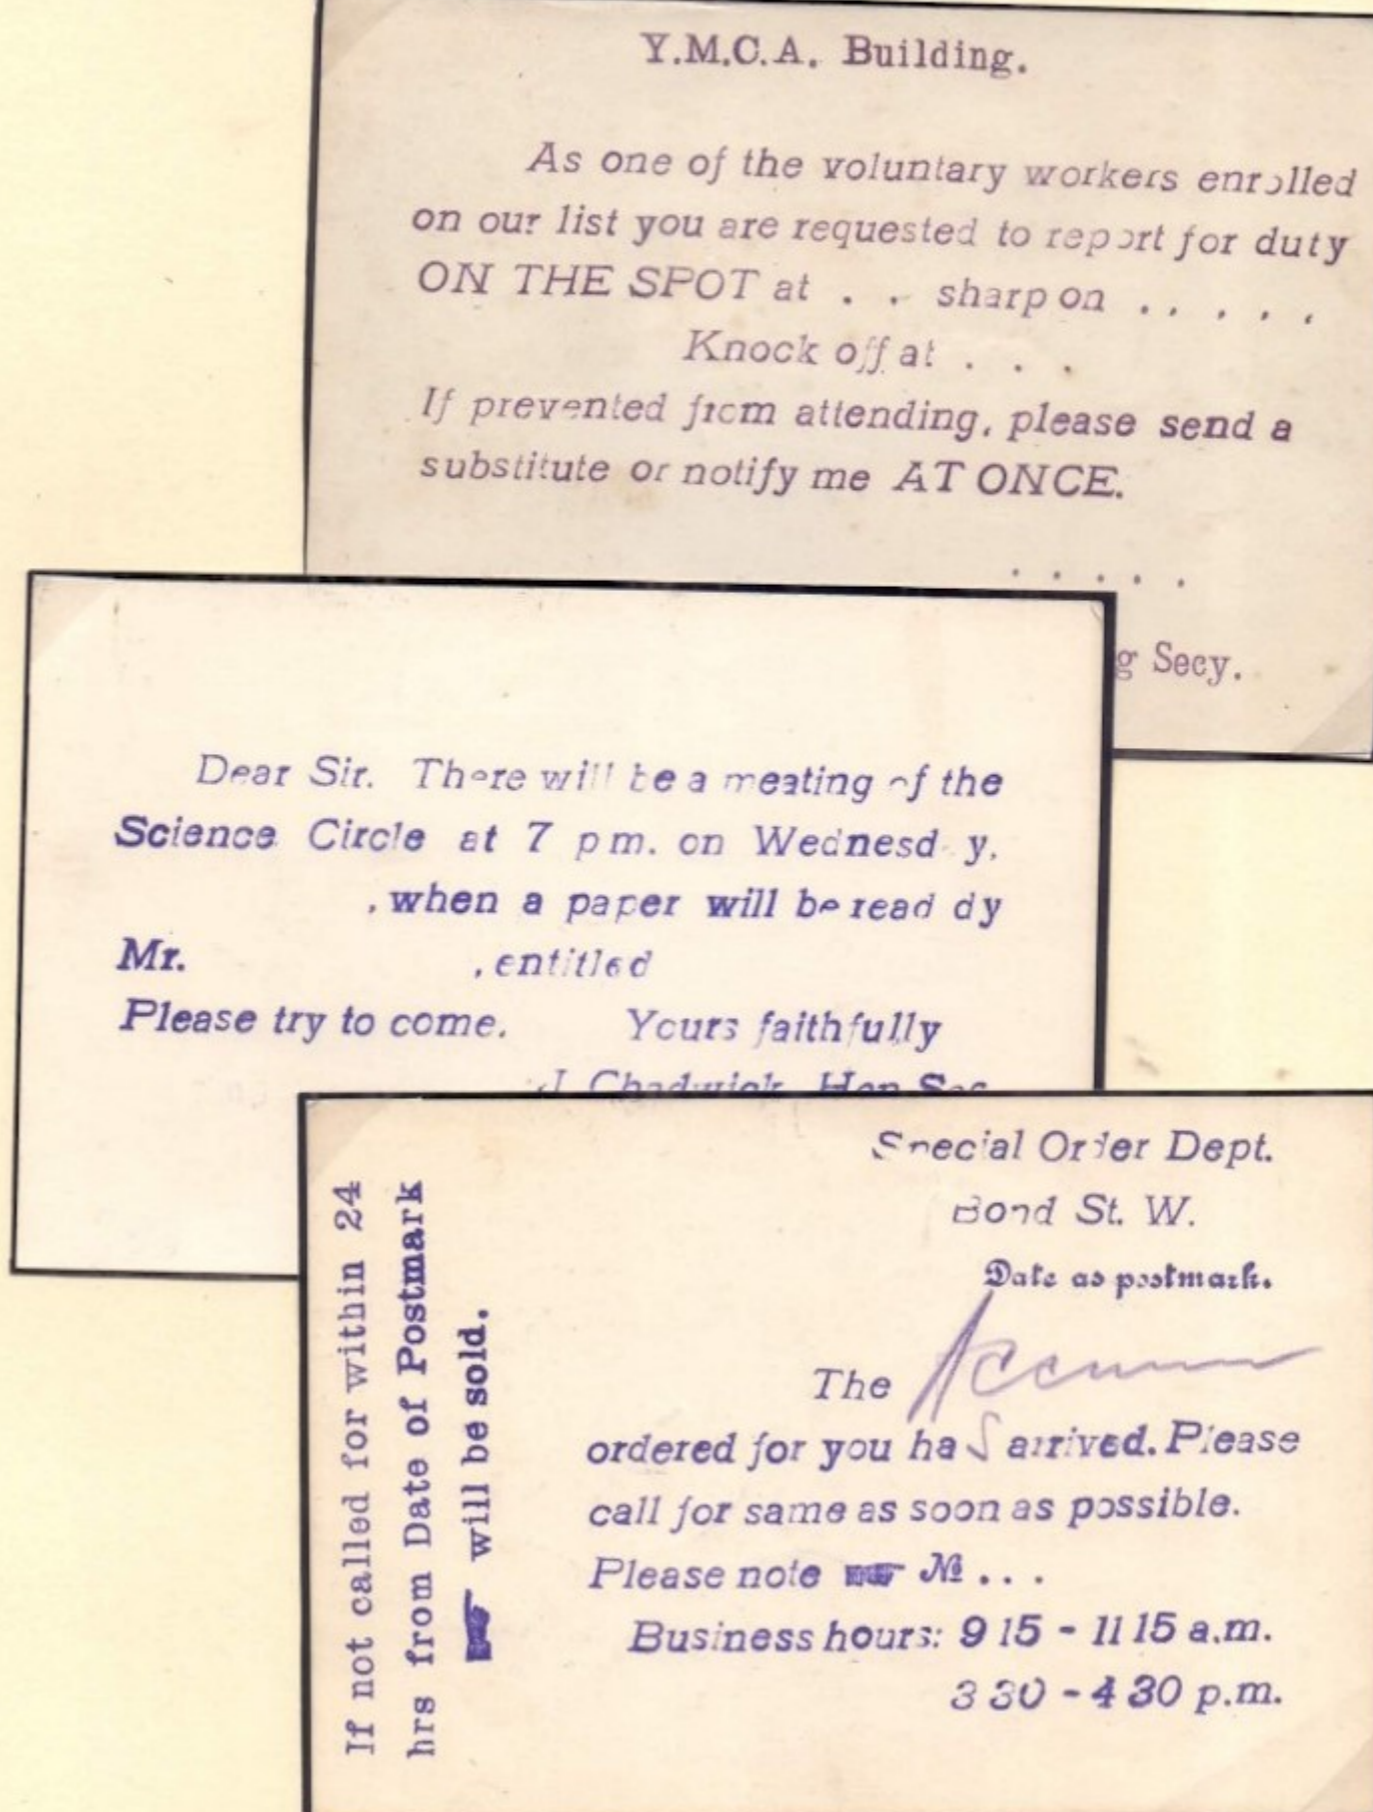 Y.M.C.A. Building.
As one of the voluntary workers enrolled
on our list you are requested to report for duty
ON THE SPOT at . . sharp on . . . . .
Knock off at . . .
If prevented from attending, please send a
substitute or notify me AT ONCE.
. . . . .
g Secy.
Dear Sir. There will be a meating of the
Science Circle at 7 p m. on Wednesd y.
, when a paper will be read dy
Mr. , entitled
Please try to come. Yours faithfully
J Chadwick Hon Sec
Special Order Dept.
Bond St. W.
Date as postmark.
The
ordered for you has arrived. Please
call for same as soon as possible.
Please note ☛ № . . .
Business hours: 9 15 - 11 15 a.m.
3 30 - 4 30 p.m.
If not called for within 24
hrs from Date of Postmark
☛ will be sold.